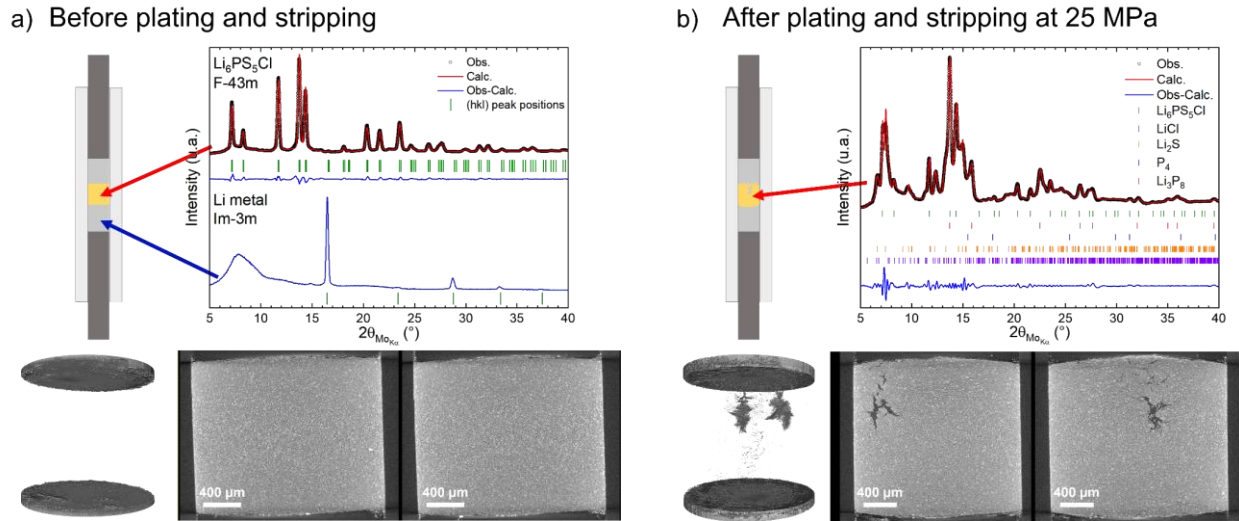 a) Before plating and stripping
Li₆PS₅Cl
F-43m
Obs.
Calc.
Obs-Calc.
(hkl) peak positions
Li metal
Im-3m
Intensity (u.a.)
5 10 15 20 25 30 35 40
2θ_MoKα (°)
400 µm
400 µm
b) After plating and stripping at 25 MPa
Obs.
Calc.
Obs-Calc.
Li₆PS₅Cl
LiCl
Li₂S
P₄
Li₃P₈
Intensity (u.a.)
5 10 15 20 25 30 35 40
2θ_MoKα (°)
400 µm
400 µm